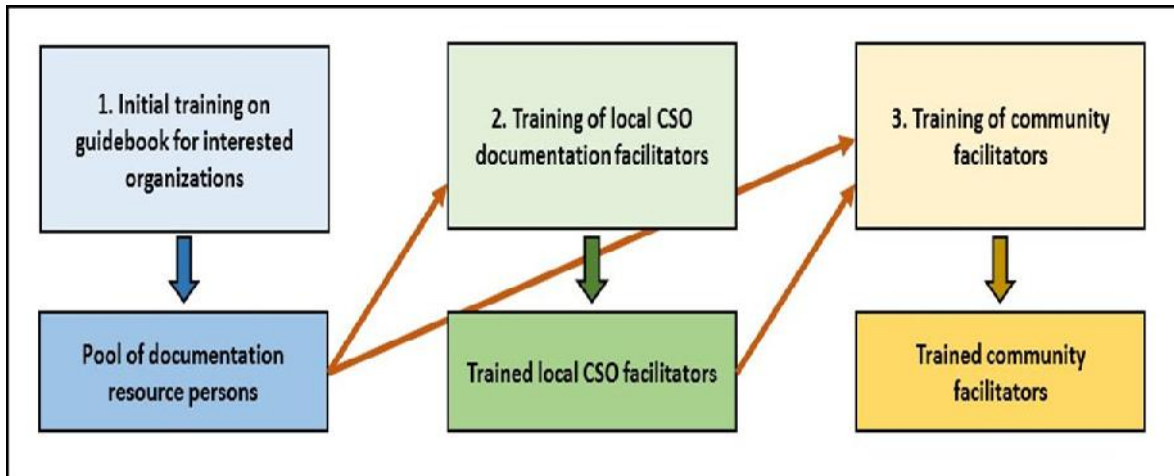 1. Initial training on
guidebook for interested
organizations
2. Training of local CSO
documentation facilitators
3. Training of community
facilitators
Pool of documentation
resource persons
Trained local CSO facilitators
Trained community
facilitators